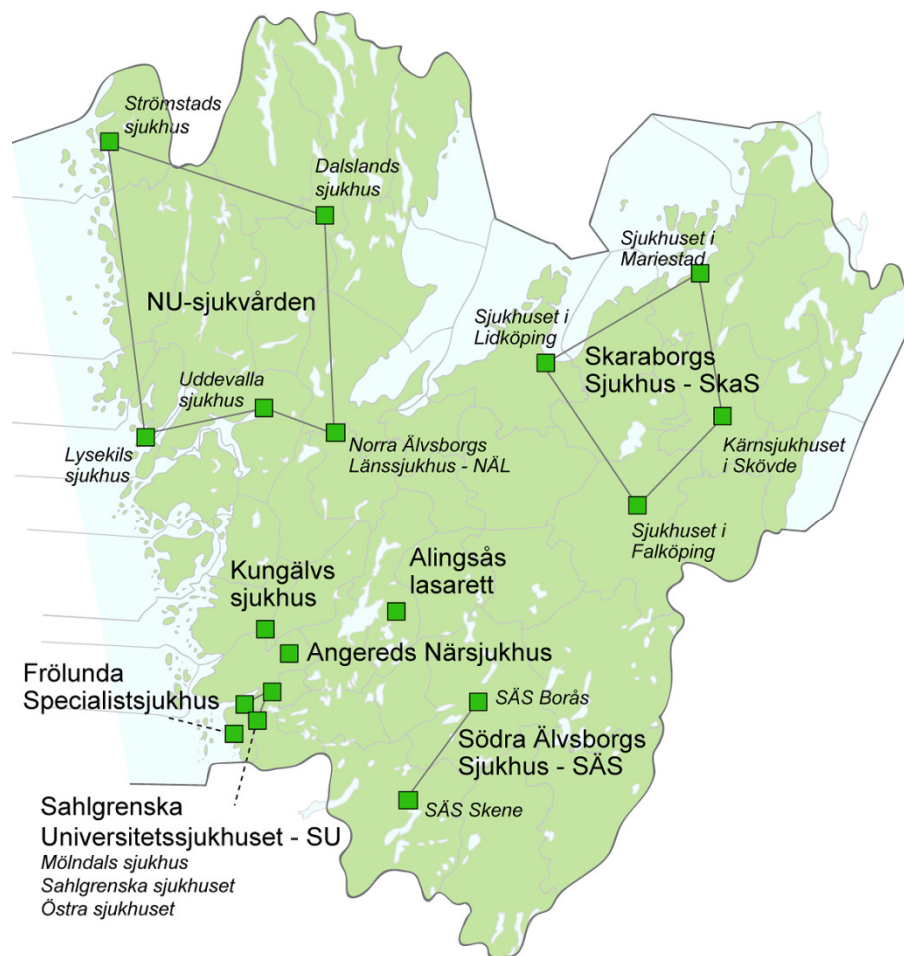 Strömstads
sjukhus
Dalslands
sjukhus
Sjukhuset i
Mariestad
NU-sjukvården
Sjukhuset i
Lidköping
Skaraborgs
Sjukhus - SkaS
Uddevalla
sjukhus
Lysekils
sjukhus
Norra Älvsborgs
Länssjukhus - NÄL
Kärnsjukhuset
i Skövde
Sjukhuset i
Falköping
Kungälvs
sjukhus
Alingsås
lasarett
Angereds Närsjukhus
Frölunda
Specialistsjukhus
SÄS Borås
Södra Älvsborgs
Sjukhus - SÄS
SÄS Skene
Sahlgrenska
Universitetssjukhuset - SU
Mölndals sjukhus
Sahlgrenska sjukhuset
Östra sjukhuset